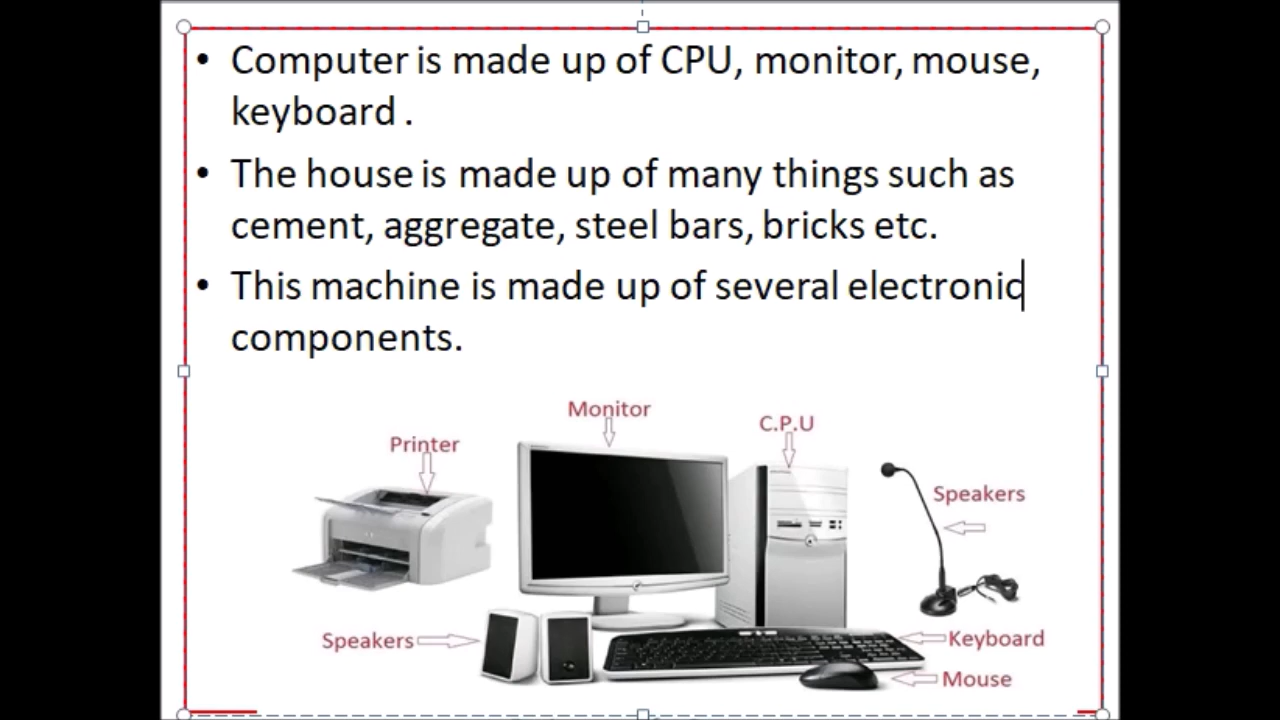 • Computer is made up of CPU, monitor, mouse,
keyboard .
• The house is made up of many things such as
cement, aggregate, steel bars, bricks etc.
• This machine is made up of several electronic
components.
Monitor
C.P.U
Printer
Speakers
Speakers
Keyboard
Mouse